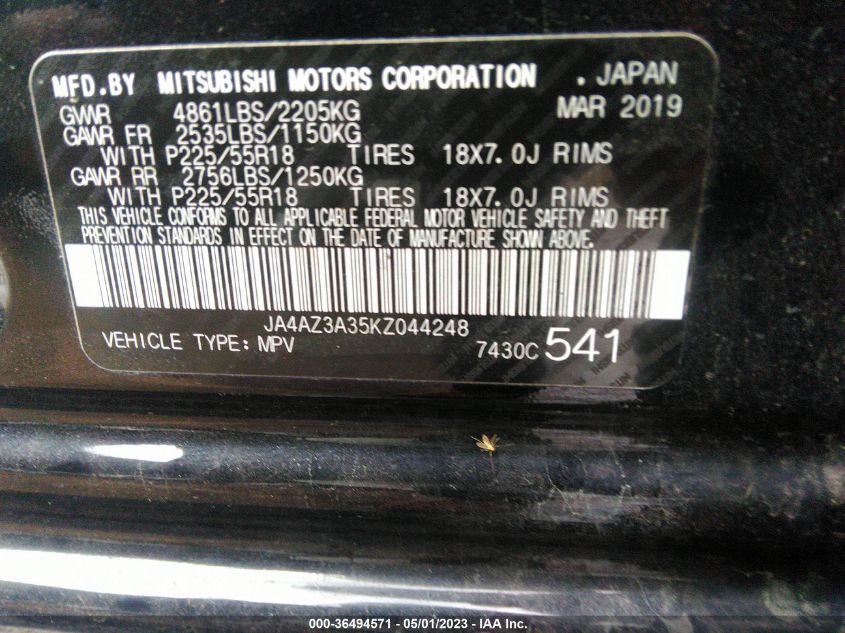 MFD.BY MITSUBISHI MOTORS CORPORATION . JAPAN
GVWR 4861LBS/2205KG MAR 2019
GAWR FR 2535LBS/1150KG
WITH P225/55R18 TIRES 18X7.0J RIMS
GAWR RR 2756LBS/1250KG
WITH P225/55R18 TIRES 18X7.0J RIMS
THIS VEHICLE CONFORMS TO ALL APPLICABLE FEDERAL MOTOR VEHICLE SAFETY AND THEFT
PREVENTION STANDARDS IN EFFECT ON THE DATE OF MANUFACTURE SHOWN ABOVE.
JA4AZ3A35KZ044248
VEHICLE TYPE: MPV 7430C 541
000-36494571 - 05/01/2023 - IAA Inc.